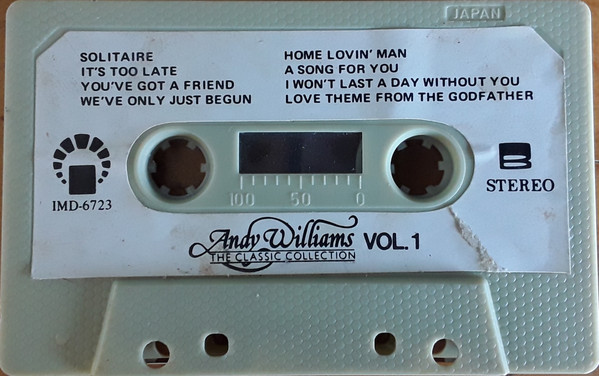 JAPAN
SOLITAIRE
IT'S TOO LATE
YOU'VE GOT A FRIEND
WE'VE ONLY JUST BEGUN
HOME LOVIN' MAN
A SONG FOR YOU
I WON'T LAST A DAY WITHOUT YOU
LOVE THEME FROM THE GODFATHER
IMD-6723
100 50 0
B
STEREO
Andy Williams VOL.1
THE CLASSIC COLLECTION